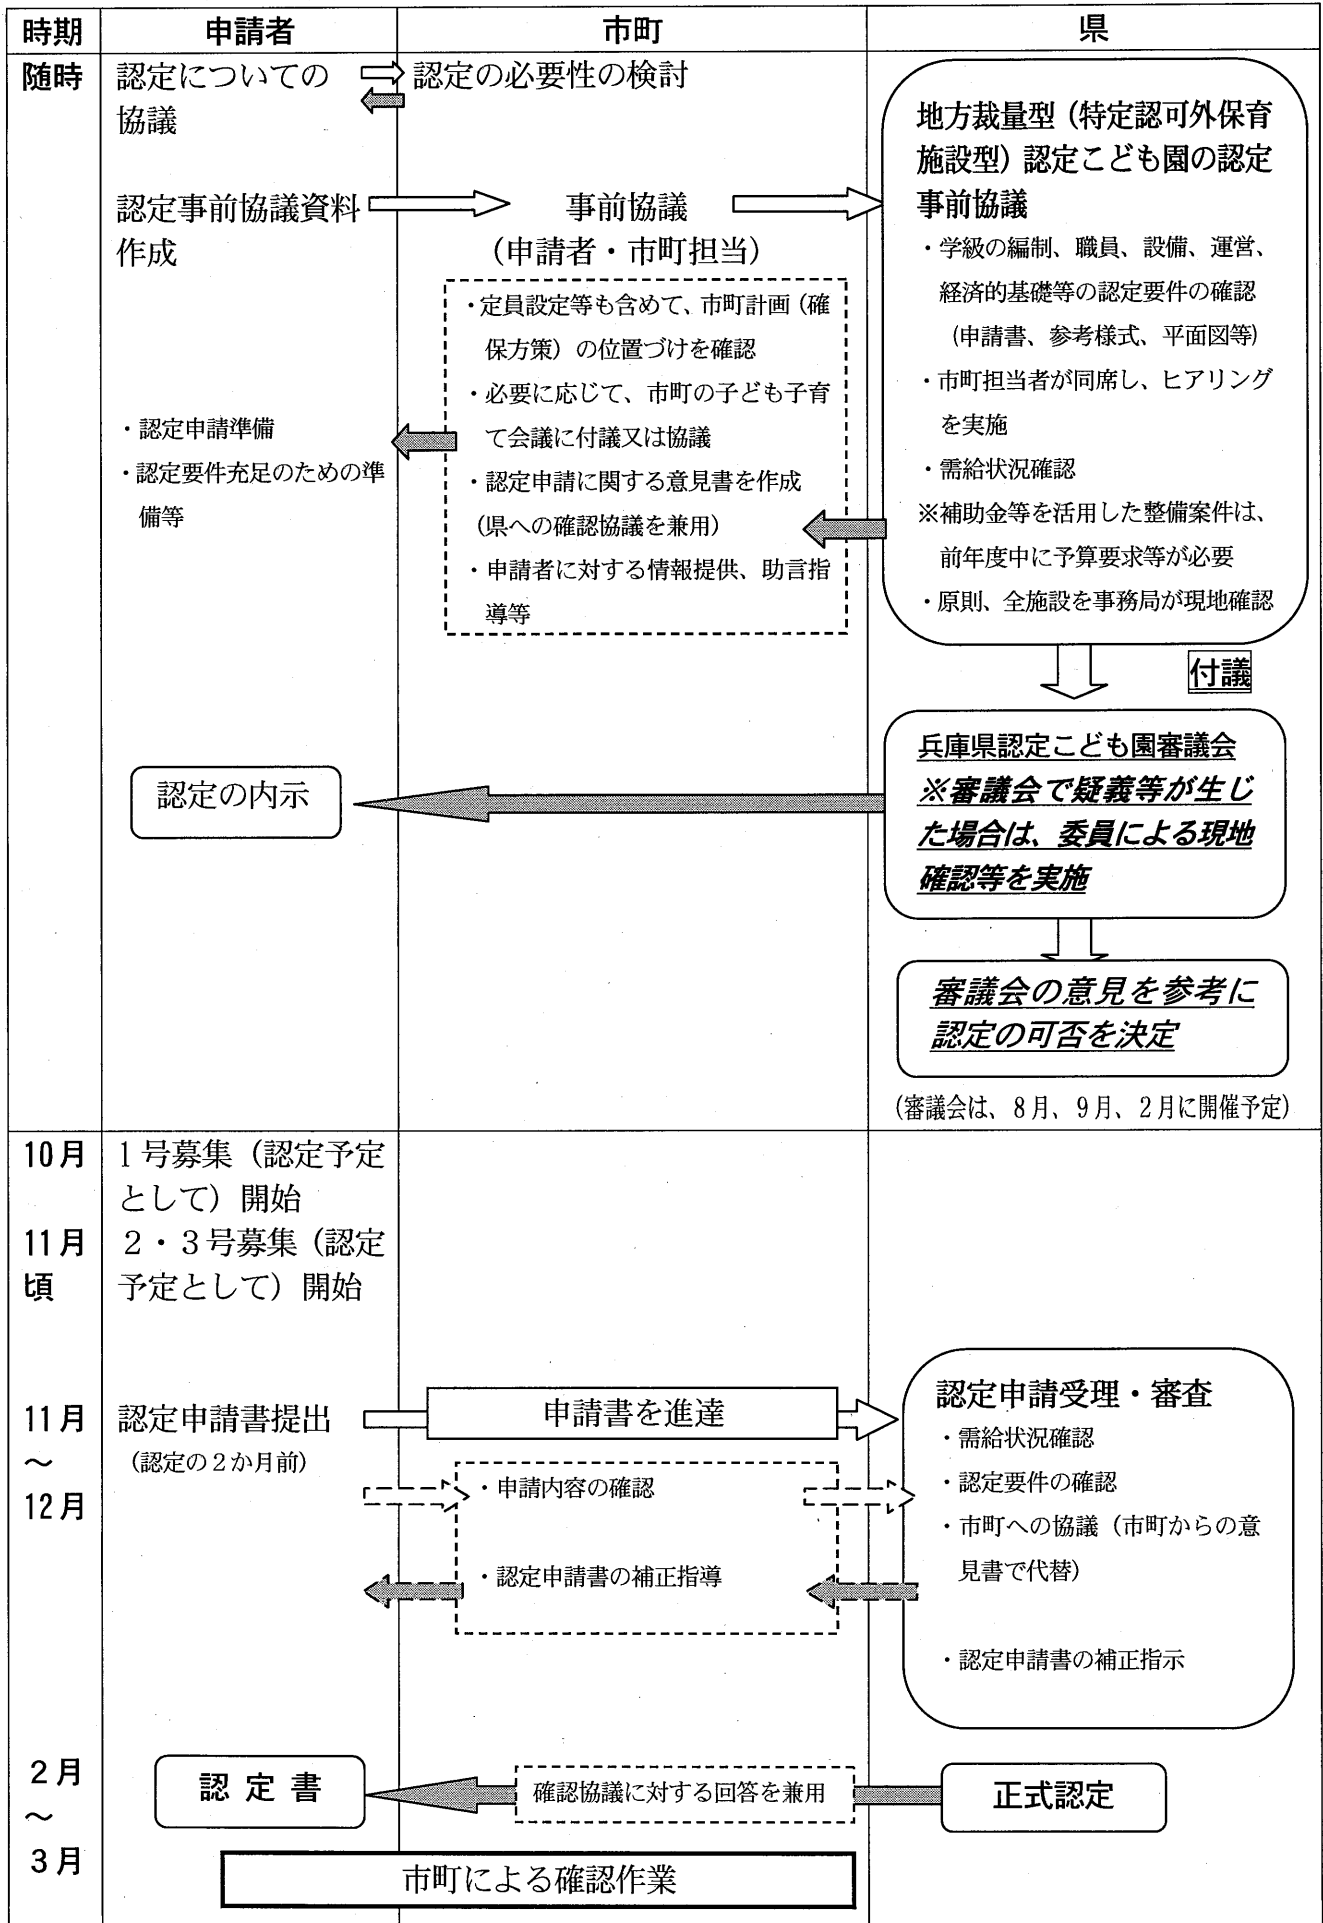 時期
申請者
市町
県
随時
認定についての
協議
認定の必要性の検討
認定事前協議資料
作成
事前協議
（申請者・市町担当）
・定員設定等も含めて、市町計画（確
保方策）の位置づけを確認
・必要に応じて、市町の子ども子育
て会議に付議又は協議
・認定申請に関する意見書を作成
（県への確認協議を兼用）
・申請者に対する情報提供、助言指
導等
・認定申請準備
・認定要件充足のための準
備等
地方裁量型（特定認可外保育
施設型）認定こども園の認定
事前協議
・学級の編制、職員、設備、運営、
経済的基礎等の認定要件の確認
（申請書、参考様式、平面図等）
・市町担当者が同席し、ヒアリング
を実施
・需給状況確認
※補助金等を活用した整備案件は、
前年度中に予算要求等が必要
・原則、全施設を事務局が現地確認
付議
兵庫県認定こども園審議会
※審議会で疑義等が生じ
た場合は、委員による現地
確認等を実施
認定の内示
審議会の意見を参考に
認定の可否を決定
（審議会は、8月、9月、2月に開催予定）
10月
1号募集（認定予定
として）開始
11月
頃
２・３号募集（認定
予定として）開始
11月
～
12月
認定申請書提出
（認定の２か月前）
申請書を進達
・申請内容の確認
・認定申請書の補正指導
認定申請受理・審査
・需給状況確認
・認定要件の確認
・市町への協議（市町からの意
見書で代替）
・認定申請書の補正指示
２月
～
３月
認 定 書
確認協議に対する回答を兼用
正式認定
市町による確認作業